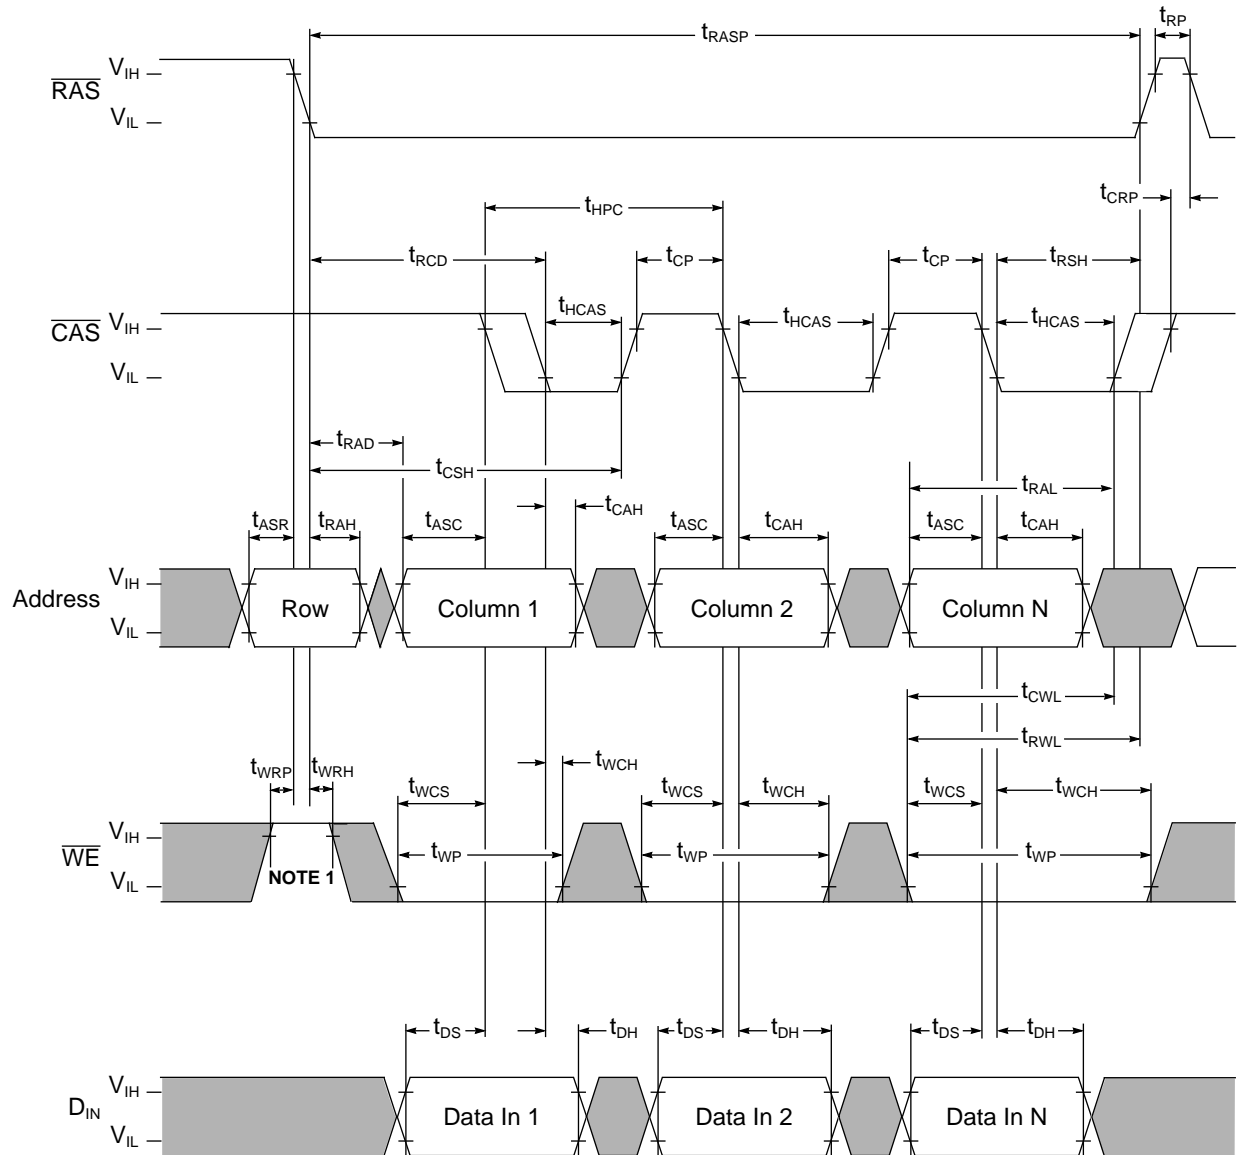 tRP
tRASP
VIH
RAS
VIL
tCRP
tHPC
tRCD
tCP
tCP
tRSH
tHCAS
tHCAS
tHCAS
VIH
CAS
VIL
tRAD
tCSH
tRAL
tCAH
tASR
tRAH
tASC
tASC
tCAH
tASC
tCAH
VIH
Address
Row
Column 1
Column 2
Column N
VIL
tCWL
tRWL
tWRP
tWRH
tWCH
tWCS
tWCS
tWCH
tWCS
tWCH
VIH
WE
tWP
tWP
tWP
NOTE 1
VIL
tDS
tDH
tDS
tDH
tDS
tDH
VIH
DIN
Data In 1
Data In 2
Data In N
VIL